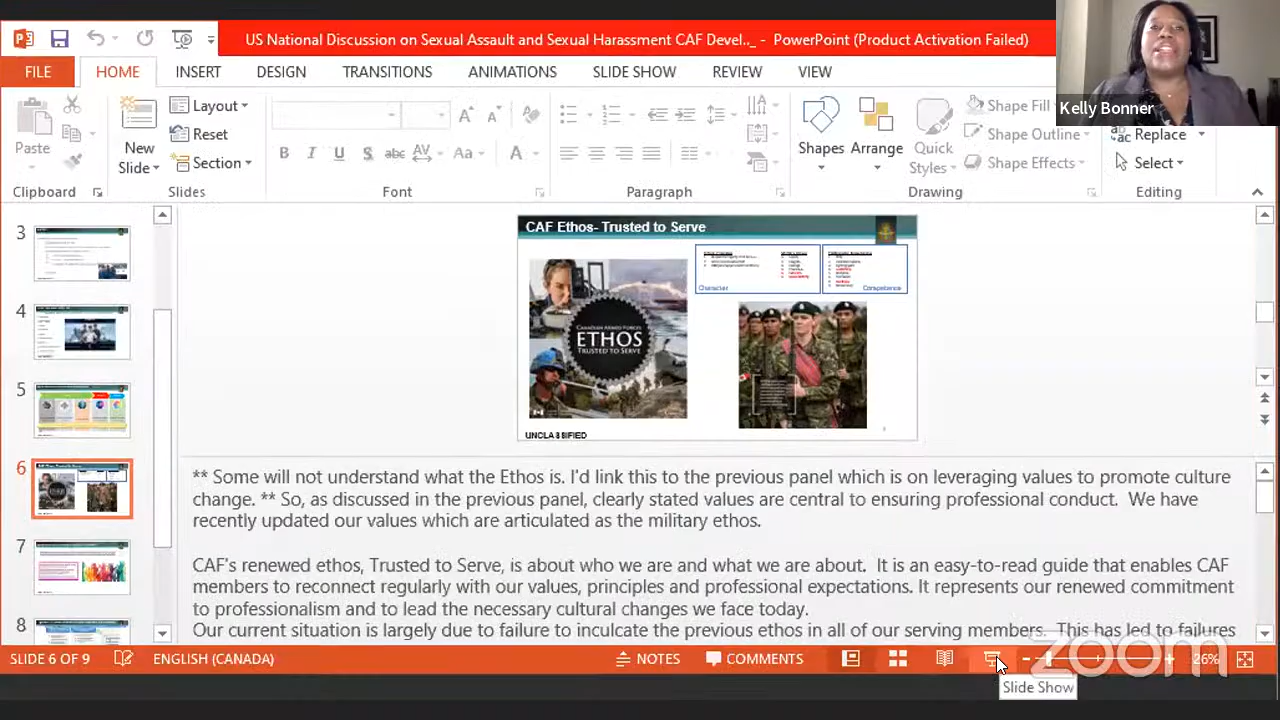 US National Discussion on Sexual Assault and Sexual Harassment CAF Devel.._ - PowerPoint (Product Activation Failed)
Kelly Bonner
FILE HOME INSERT DESIGN TRANSITIONS ANIMATIONS SLIDE SHOW REVIEW VIEW
Paste
New
Slide
Layout
Reset
Section
B I U S abc AV Aa A
Shapes
Arrange
Quick
Styles
Shape Fill
Shape Outline
Shape Effects
Replace
Select
Clipboard Slides Font Paragraph Drawing Editing
3
4
5
6
7
8
CAF Ethos- Trusted to Serve
Character
Competence
CANADIAN ARMED FORCES
ETHOS
TRUSTED TO SERVE
UNCLASSIFIED
** Some will not understand what the Ethos is. I'd link this to the previous panel which is on leveraging values to promote culture
change. ** So, as discussed in the previous panel, clearly stated values are central to ensuring professional conduct. We have
recently updated our values which are articulated as the military ethos.
CAF's renewed ethos, Trusted to Serve, is about who we are and what we are about. It is an easy-to-read guide that enables CAF
members to reconnect regularly with our values, principles and professional expectations. It represents our renewed commitment
to professionalism and to lead the necessary cultural changes we face today.
Our current situation is largely due to failure to inculcate the previous ethos in all of our serving members. This has led to failures
SLIDE 6 OF 9 ENGLISH (CANADA) NOTES COMMENTS 26%
zoom
Slide Show